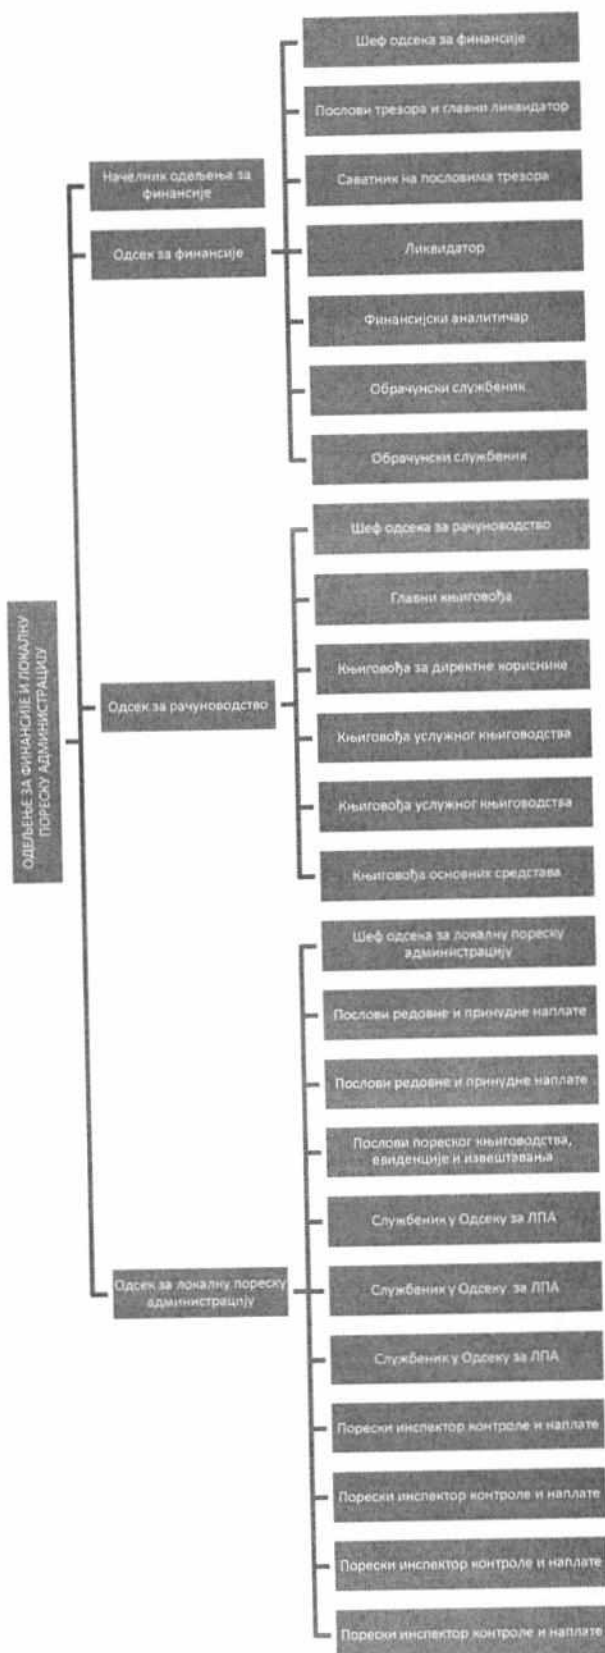 ОДЕЉЕЊЕ ЗА ФИНАНСИЈЕ И ЛОКАЛНУ
ПОРЕСКУ АДМИНИСТРАЦИЈУ
Начелник одељења за
финансије
Одсек за финансије
Шеф одсека за финансије
Послови трезора и главни ликвидатор
Саветник на пословима трезора
Ликвидатор
Финансијски аналитичар
Обрачунски службеник
Обрачунски службеник
Одсек за рачуноводство
Шеф одсека за рачуноводство
Главни књиговођа
Књиговођа за директне кориснике
Књиговођа услужног књиговодства
Књиговођа услужног књиговодства
Књиговођа основних средстава
Одсек за локалну пореску
администрацију
Шеф одсека за локалну пореску
администрацију
Послови редовне и принудне наплате
Послови редовне и принудне наплате
Послови пореског књиговодства,
евиденције и извештавања
Службеник у Одсеку за ЛПА
Службеник у Одсеку за ЛПА
Службеник у Одсеку за ЛПА
Порески инспектор контроле и наплате
Порески инспектор контроле и наплате
Порески инспектор контроле и наплате
Порески инспектор контроле и наплате